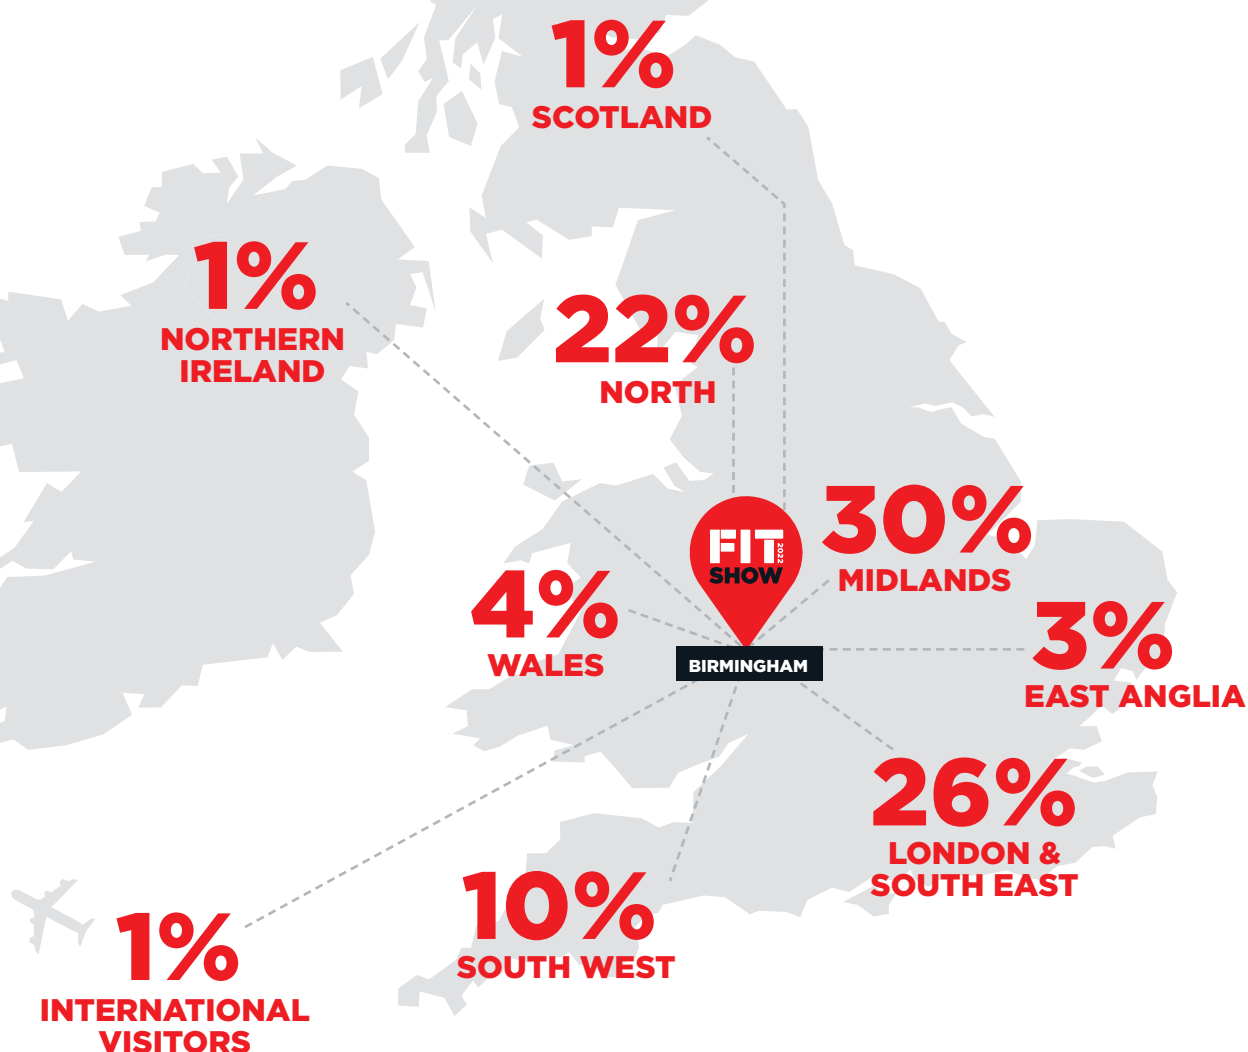 1%
SCOTLAND
1%
NORTHERN
IRELAND
22%
NORTH
FIT
2022
SHOW
30%
MIDLANDS
4%
WALES
BIRMINGHAM
3%
EAST ANGLIA
26%
LONDON &
SOUTH EAST
10%
SOUTH WEST
1%
INTERNATIONAL
VISITORS